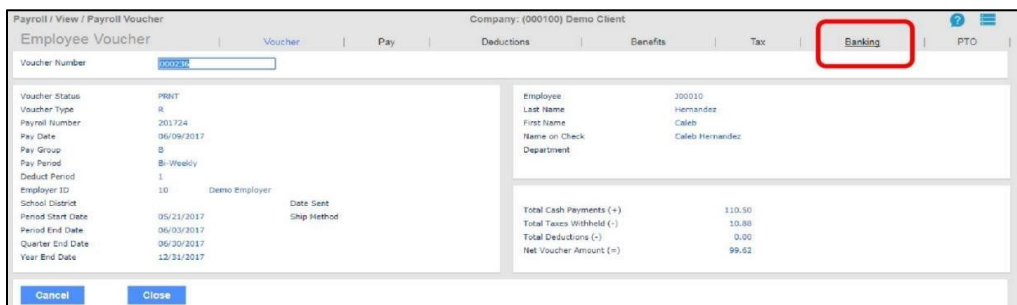 Payroll / View / Payroll Voucher Company: (000100) Demo Client
Employee Voucher | Voucher | Pay | Deductions | Benefits | Tax | Banking | PTO |
Voucher Number 000236
Voucher Status PRNT
Voucher Type R
Payroll Number 201724
Pay Date 06/09/2017
Pay Group B
Pay Period Bi-Weekly
Deduct Period 1
Employer ID 10 Demo Employer
School District Date Sent
Period Start Date 05/21/2017 Ship Method
Period End Date 06/03/2017
Quarter End Date 06/30/2017
Year End Date 12/31/2017
Employee J00010
Last Name Hernandez
First Name Caleb
Name on Check Caleb Hernandez
Department
Total Cash Payments (+) 110.50
Total Taxes Withheld (-) 10.88
Total Deductions (-) 0.00
Net Voucher Amount (=) 99.62
Cancel Close